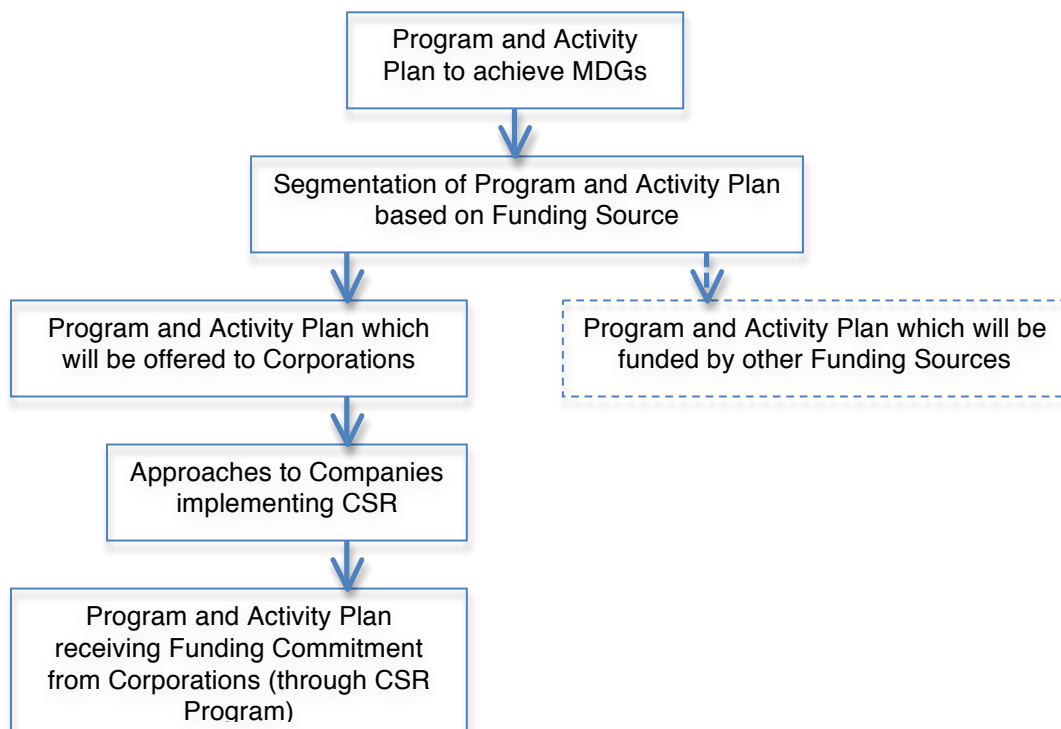 Program and Activity
Plan to achieve MDGs
Segmentation of Program and Activity Plan
based on Funding Source
Program and Activity Plan which
will be offered to Corporations
Program and Activity Plan which will be
funded by other Funding Sources
Approaches to Companies
implementing CSR
Program and Activity Plan
receiving Funding Commitment
from Corporations (through CSR
Program)